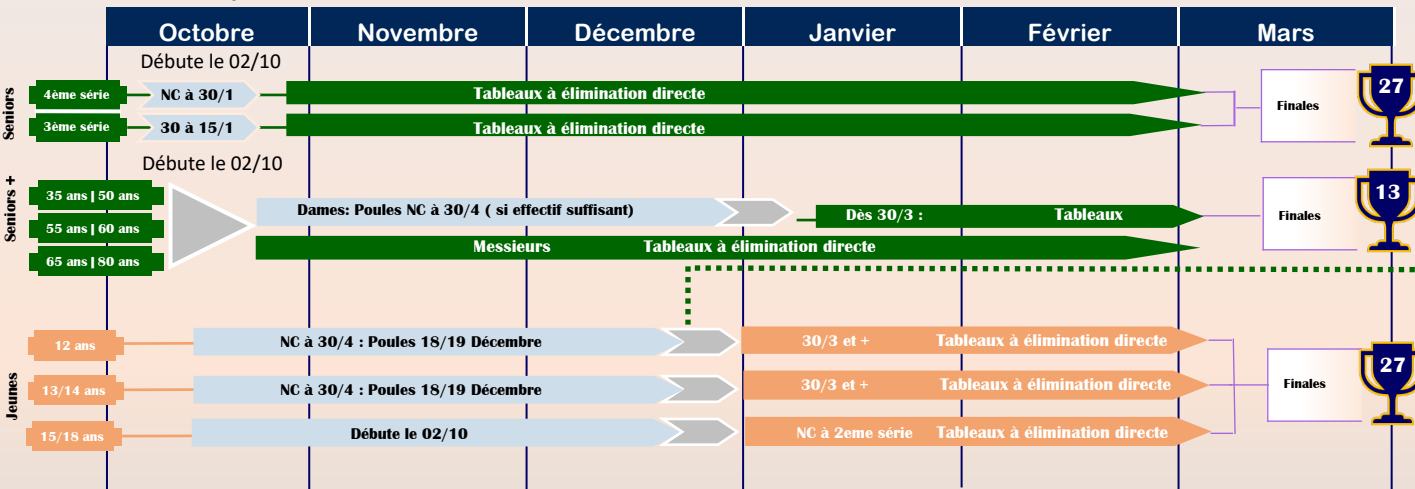 Octobre
Novembre
Décembre
Janvier
Février
Mars
Débute le 02/10
Seniors
4ème série
NC à 30/1
Tableaux à élimination directe
3ème série
30 à 15/1
Tableaux à élimination directe
Finales
27
Débute le 02/10
Seniors +
35 ans | 50 ans
55 ans | 60 ans
65 ans | 80 ans
Dames: Poules NC à 30/4 ( si effectif suffisant)
Dès 30/3 :
Tableaux
Messieurs
Tableaux à élimination directe
Finales
13
Jeunes
12 ans
NC à 30/4 : Poules 18/19 Décembre
30/3 et +
Tableaux à élimination directe
13/14 ans
NC à 30/4 : Poules 18/19 Décembre
30/3 et +
Tableaux à élimination directe
15/18 ans
Débute le 02/10
NC à 2eme série
Tableaux à élimination directe
Finales
27